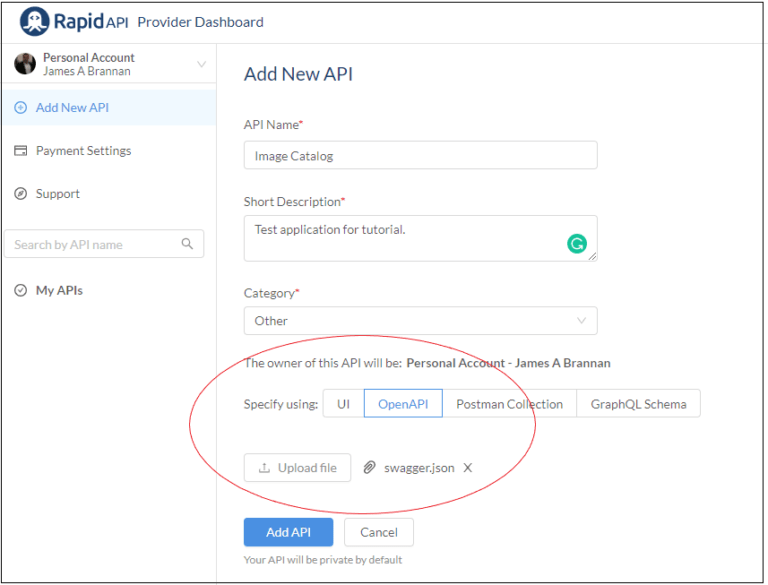 RapidAPI Provider Dashboard
Personal Account
James A Brannan
Add New API
Payment Settings
Support
Search by API name
My APIs
Add New API
API Name*
Image Catalog
Short Description*
Test application for tutorial.
Category*
Other
The owner of this API will be: Personal Account - James A Brannan
Specify using: UI OpenAPI Postman Collection GraphQL Schema
Upload file swagger.json X
Add API Cancel
Your API will be private by default